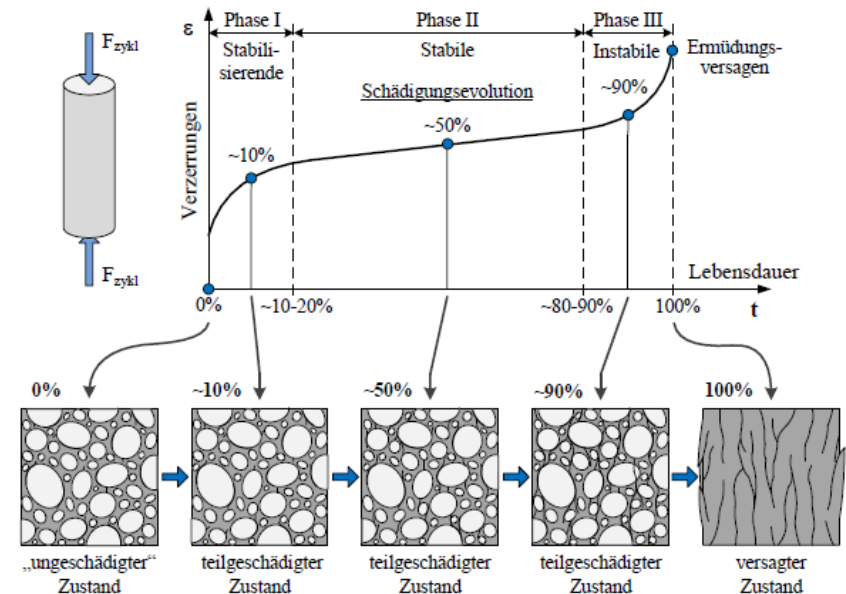 F_zykl
F_zykl
ε
Verzerrungen
Phase I
Phase II
Phase III
Stabili-
sierende
Stabile
Instabile
Schädigungsevolution
~10%
~50%
~90%
Ermüdungs-
versagen
Lebensdauer
t
0%
~10-20%
~80-90%
100%
0%
~10%
~50%
~90%
100%
„ungeschädigter“
Zustand
teilgeschädigter
Zustand
teilgeschädigter
Zustand
teilgeschädigter
Zustand
versagter
Zustand